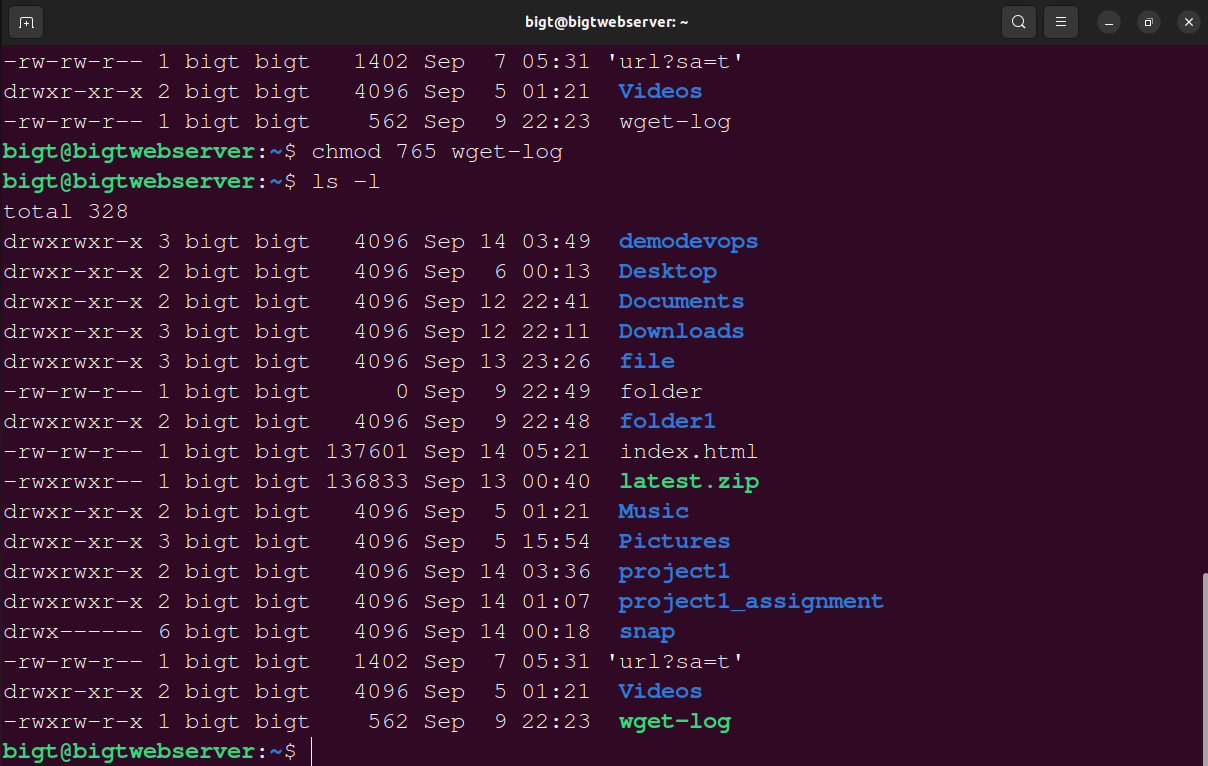 bigt@bigtwebserver: ~
-rw-rw-r-- 1 bigt bigt   1402 Sep  7 05:31 'url?sa=t'
drwxr-xr-x 2 bigt bigt   4096 Sep  5 01:21  Videos
-rw-rw-r-- 1 bigt bigt    562 Sep  9 22:23  wget-log
bigt@bigtwebserver:~$ chmod 765 wget-log
bigt@bigtwebserver:~$ ls -l
total 328
drwxrwxr-x 3 bigt bigt   4096 Sep 14 03:49  demodevops
drwxr-xr-x 2 bigt bigt   4096 Sep  6 00:13  Desktop
drwxr-xr-x 2 bigt bigt   4096 Sep 12 22:41  Documents
drwxr-xr-x 3 bigt bigt   4096 Sep 12 22:11  Downloads
drwxr-xr-x 3 bigt bigt   4096 Sep 13 23:26  file
-rw-rw-r-- 1 bigt bigt      0 Sep  9 22:49  folder
drwxrwxr-x 2 bigt bigt   4096 Sep  9 22:48  folder1
-rw-rw-r-- 1 bigt bigt 137601 Sep 14 05:21  index.html
-rwxrwxr-- 1 bigt bigt 136833 Sep 13 00:40  latest.zip
drwxr-xr-x 2 bigt bigt   4096 Sep  5 01:21  Music
drwxr-xr-x 3 bigt bigt   4096 Sep  5 15:54  Pictures
drwxrwxr-x 2 bigt bigt   4096 Sep 14 03:36  project1
drwxrwxr-x 2 bigt bigt   4096 Sep 14 01:07  project1_assignment
drwx------ 6 bigt bigt   4096 Sep 14 00:18  snap
-rw-rw-r-- 1 bigt bigt   1402 Sep  7 05:31 'url?sa=t'
drwxr-xr-x 2 bigt bigt   4096 Sep  5 01:21  Videos
-rwxrw-r-x 1 bigt bigt    562 Sep  9 22:23  wget-log
bigt@bigtwebserver:~$